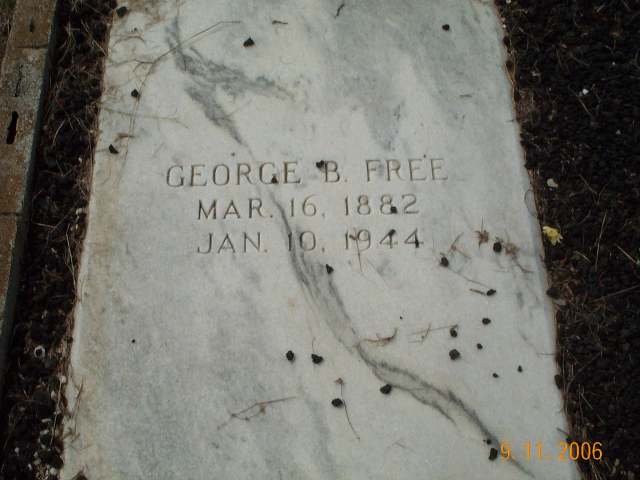 GEORGE B. FREE
MAR. 16, 1882
JAN. 10, 1944
9. 11. 2006